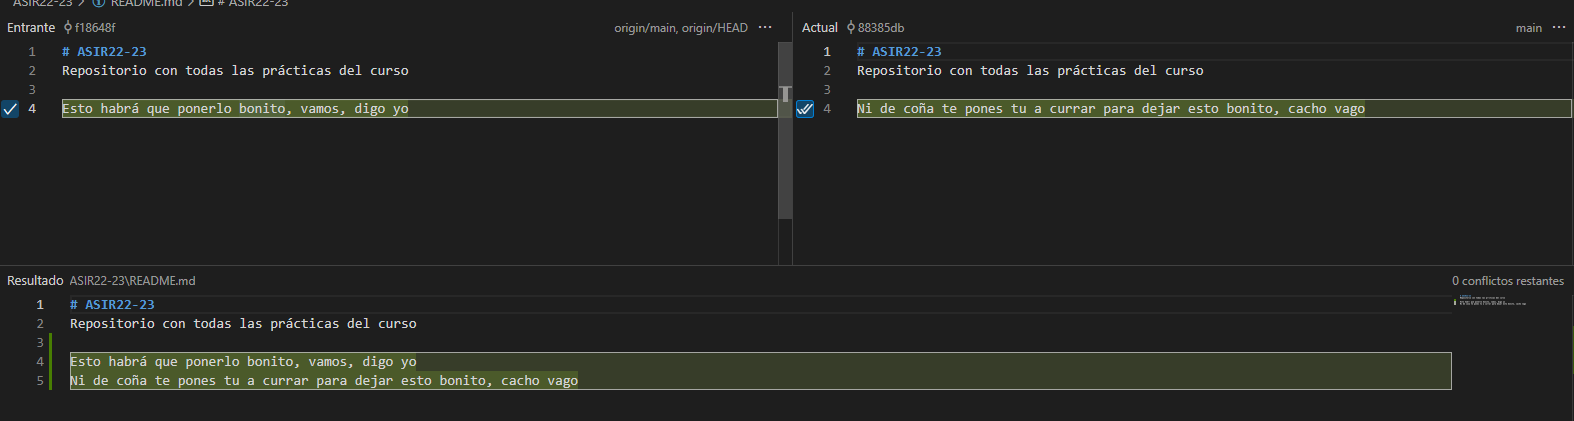 ASIR22-23 > README.md > # ASIR22-23
Entrante f18648f origin/main, origin/HEAD ···
1 # ASIR22-23
2 Repositorio con todas las prácticas del curso
3
4 Esto habrá que ponerlo bonito, vamos, digo yo
Actual 88385db main ···
1 # ASIR22-23
2 Repositorio con todas las prácticas del curso
3
4 Ni de coña te pones tu a currar para dejar esto bonito, cacho vago
Resultado ASIR22-23\README.md 0 conflictos restantes
1 # ASIR22-23
2 Repositorio con todas las prácticas del curso
3
4 Esto habrá que ponerlo bonito, vamos, digo yo
5 Ni de coña te pones tu a currar para dejar esto bonito, cacho vago